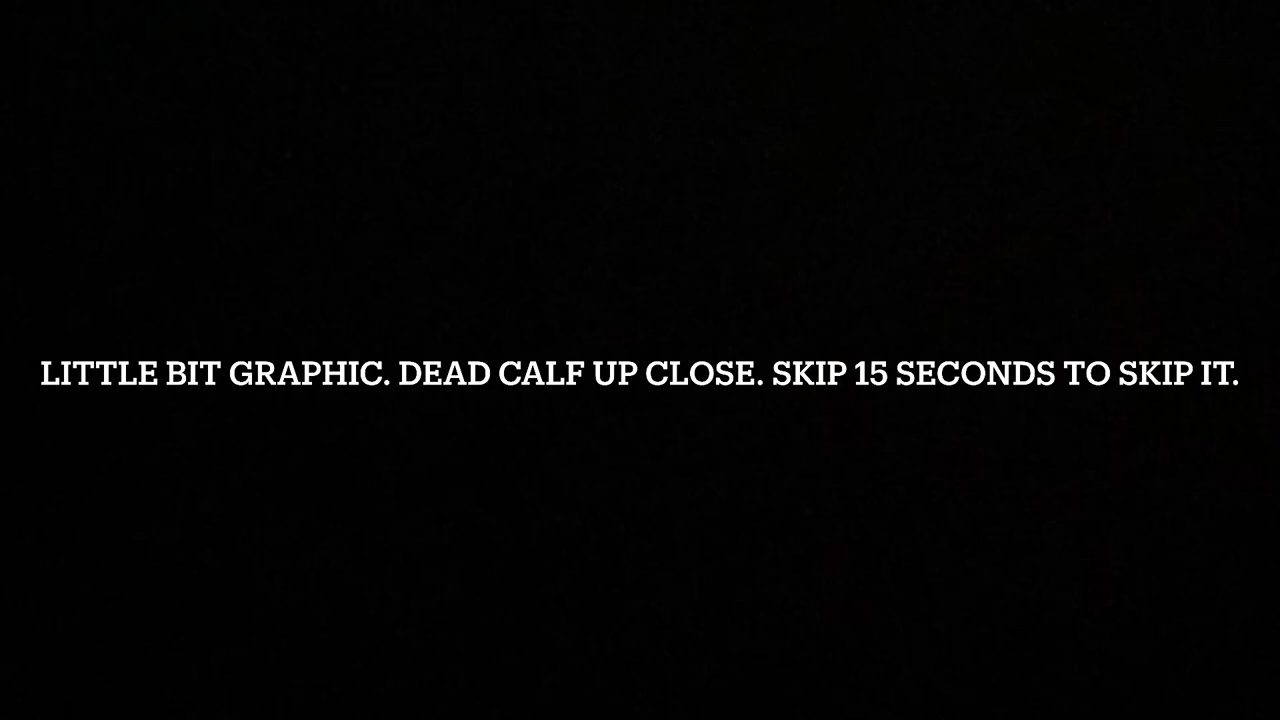 LITTLE BIT GRAPHIC. DEAD CALF UP CLOSE. SKIP 15 SECONDS TO SKIP IT.